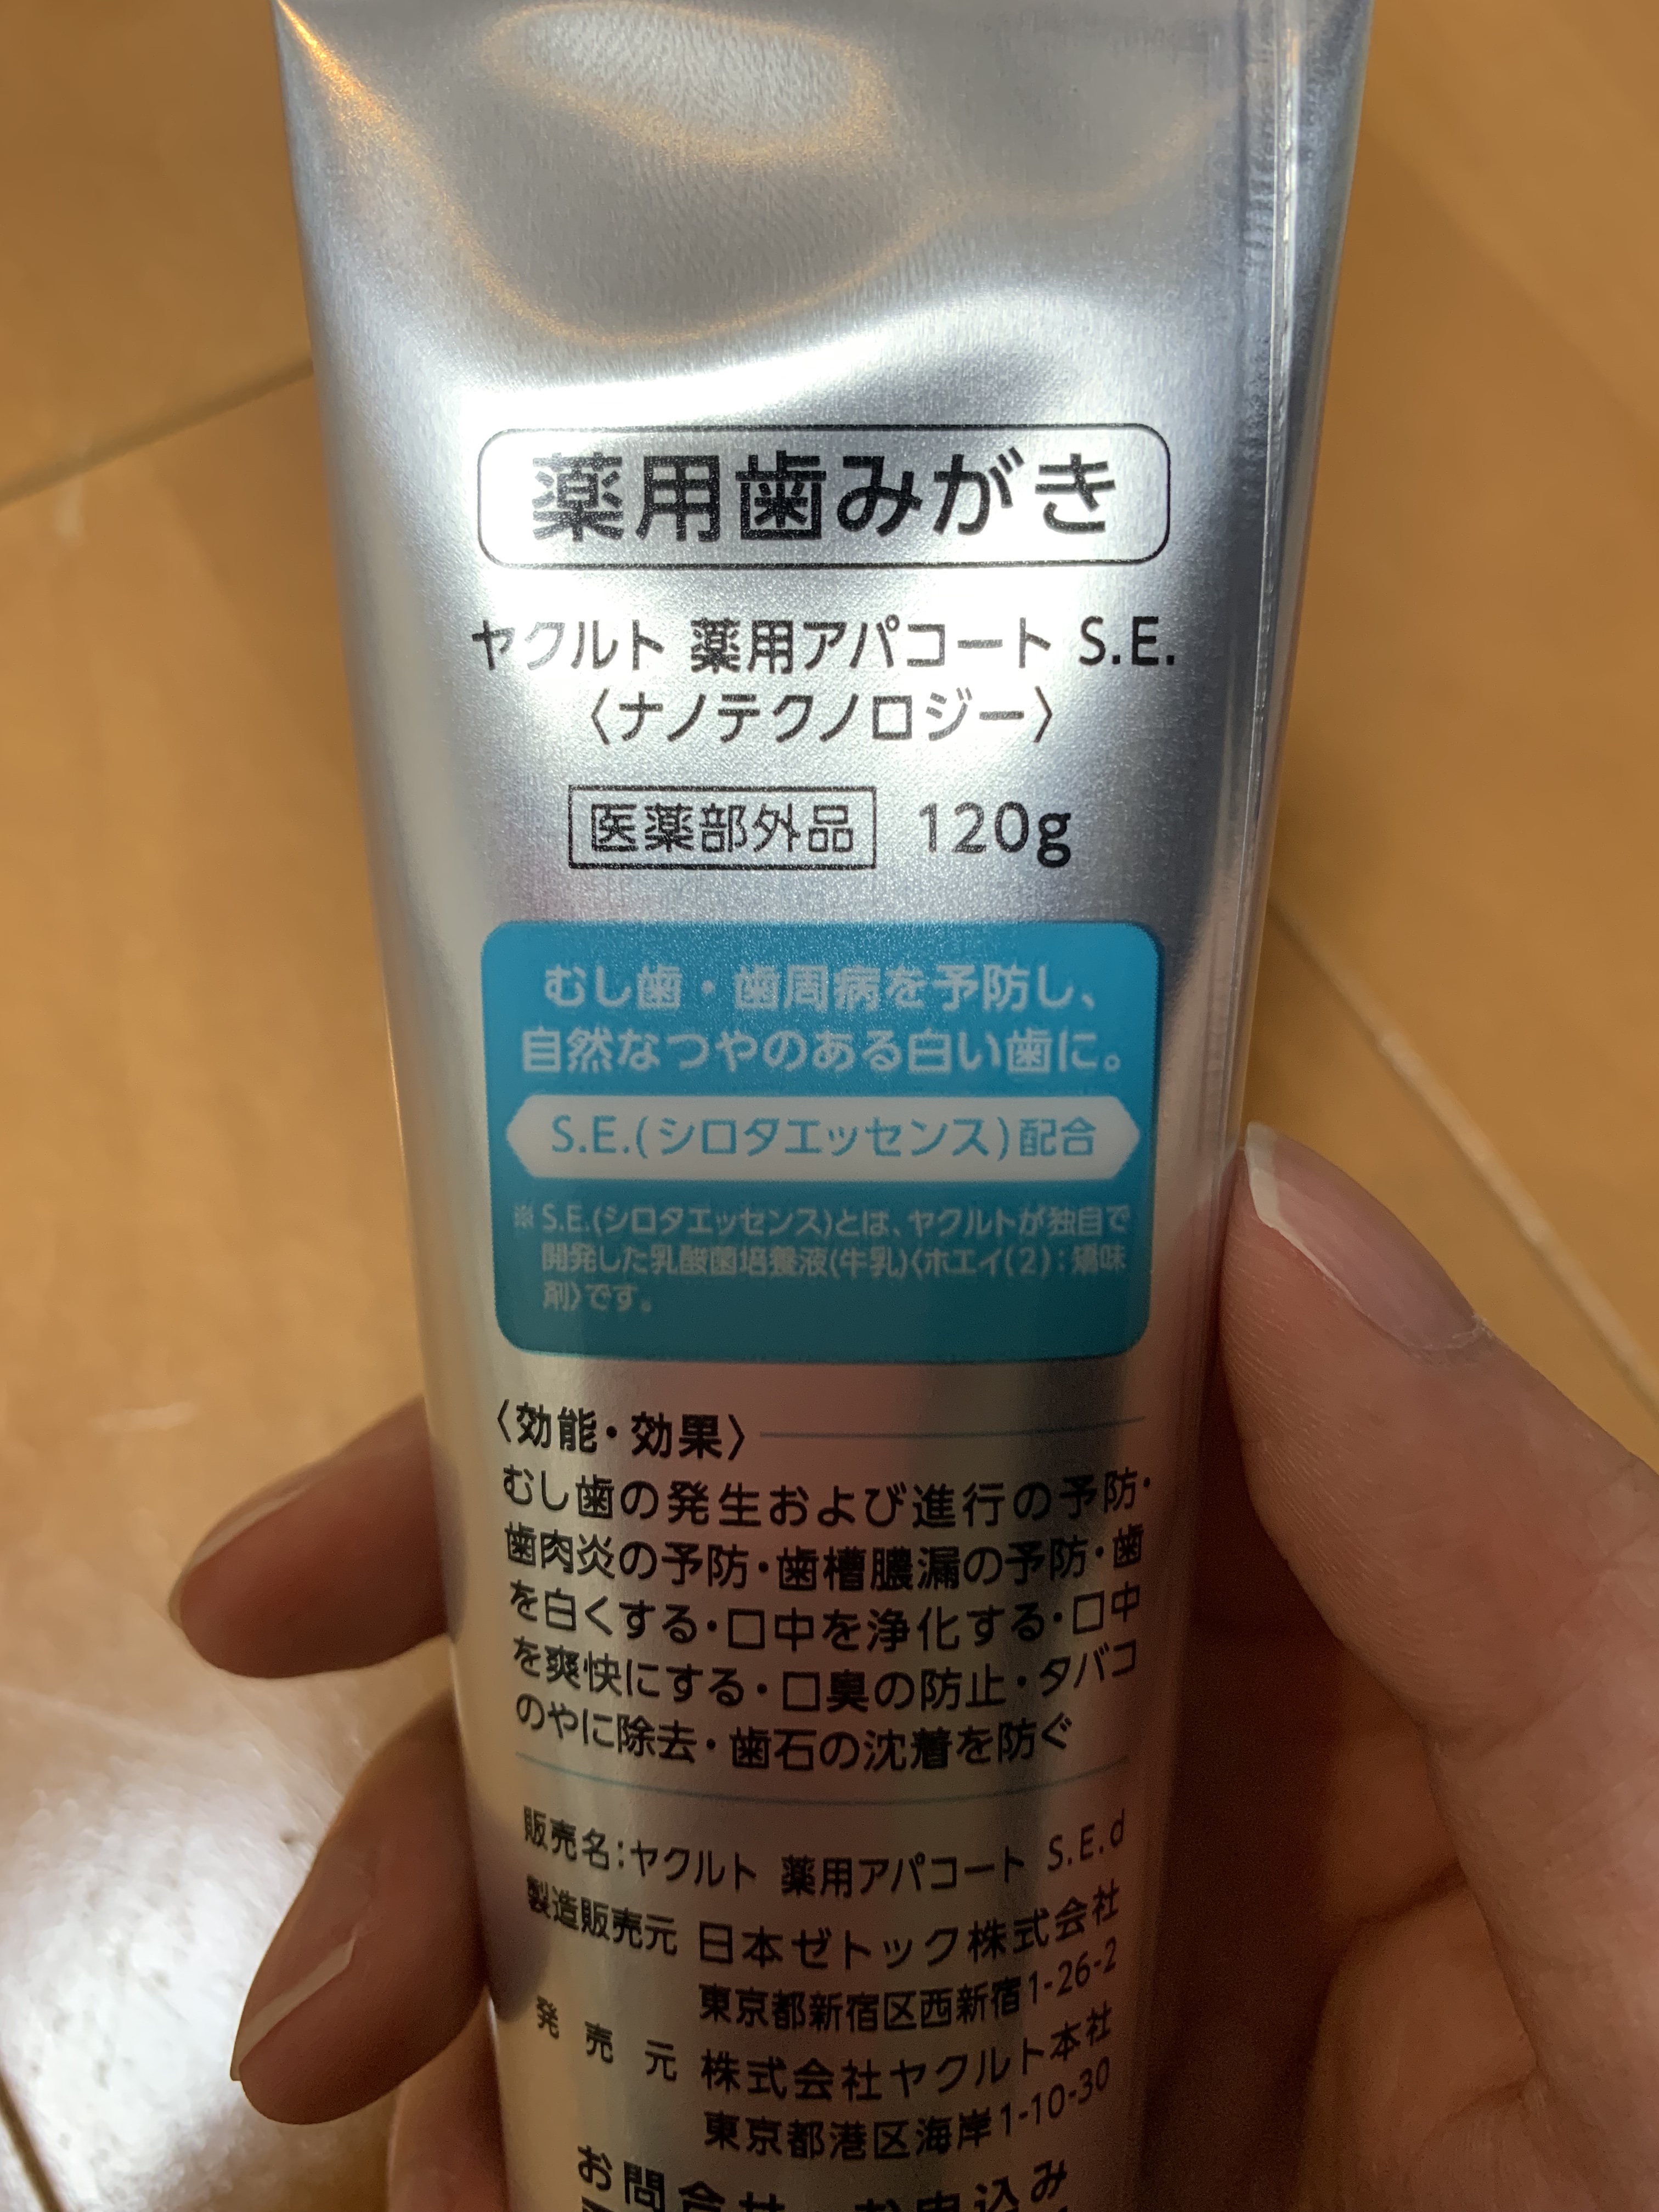 薬用歯みがき
ヤクルト 薬用アパコート S.E.
〈ナノテクノロジー〉
医薬部外品 120g
むし歯・歯周病を予防し、
自然なつやのある白い歯に。
S.E.(シロタエッセンス)配合
※S.E.(シロタエッセンス)とは、ヤクルトが独自で
開発した乳酸菌培養液(牛乳)〈ホエイ(2):矯味
剤〉です。
〈効能・効果〉
むし歯の発生および進行の予防・
歯肉炎の予防・歯槽膿漏の予防・歯
を白くする・口中を浄化する・口中
を爽快にする・口臭の防止・タバコ
のやに除去・歯石の沈着を防ぐ
販売名:ヤクルト 薬用アパコート S.E.d
製造販売元 日本ゼトック株式会社
東京都新宿区西新宿1-26-2
発売元 株式会社ヤクルト本社
東京都港区海岸1-10-30
お問合せ・お申込み